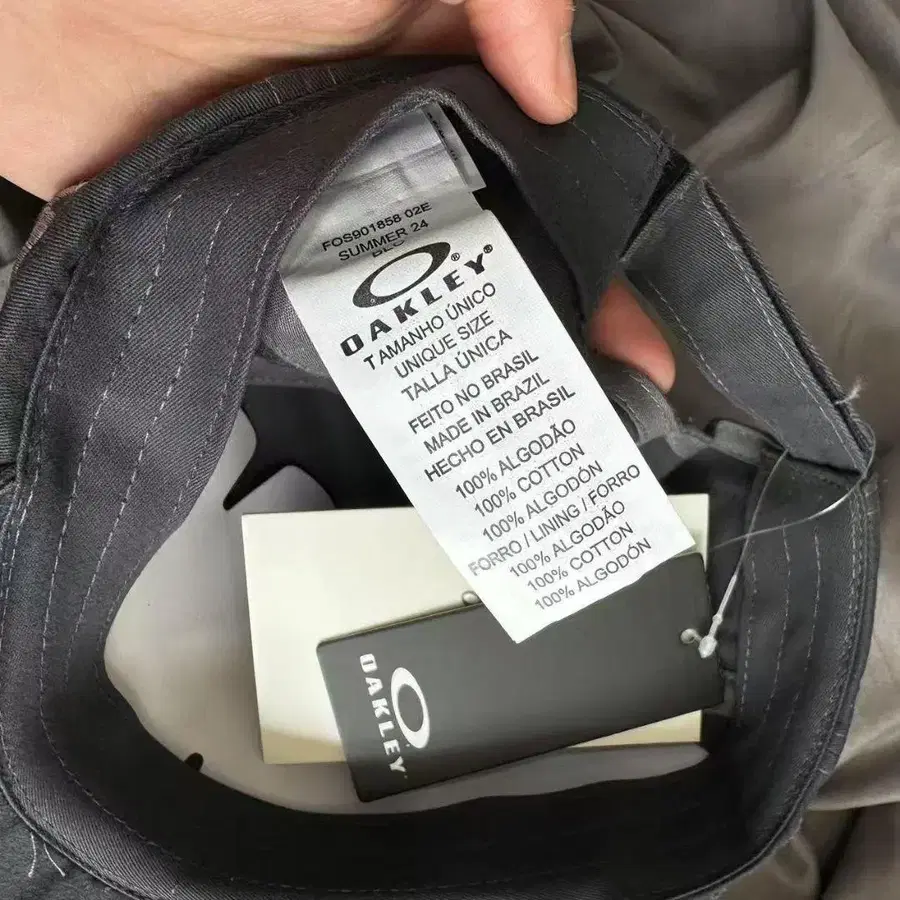 FOS901858 02E
SUMMER 24
OAKLEY®
TAMANHO ÚNICO
UNIQUE SIZE
TALLA ÚNICA
FEITO NO BRASIL
MADE IN BRAZIL
HECHO EN BRASIL
100% ALGODÃO
100% COTTON
100% ALGODÓN
FORRO / LINING / FORRO
100% ALGODÃO
100% COTTON
100% ALGODÓN
OAKLEY